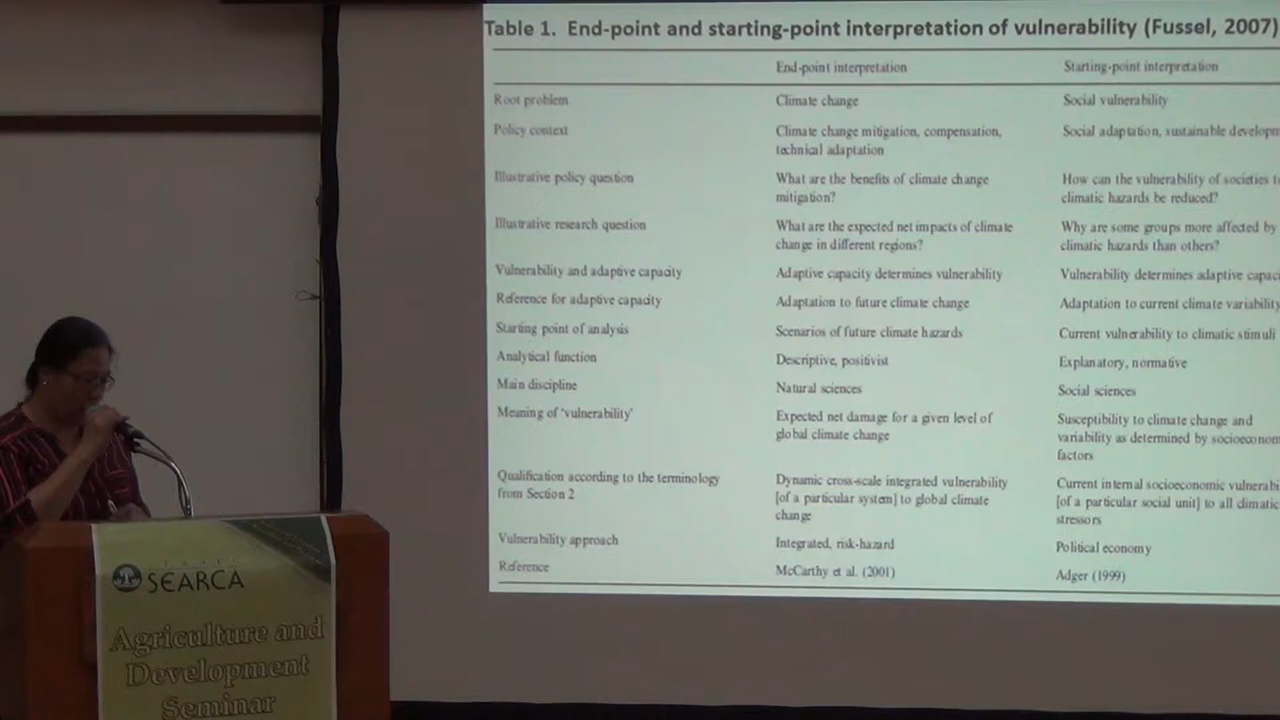 Table 1. End-point and starting-point interpretation of vulnerability (Fussel, 2007)
End-point interpretation
Starting-point interpretation
Root problem
Climate change
Social vulnerability
Policy context
Climate change mitigation, compensation,
technical adaptation
Social adaptation, sustainable
Illustrative policy question
What are the benefits of climate change
mitigation?
How can the vulnerability of societies
climatic hazards be reduced?
Illustrative research question
What are the expected net impacts of climate
change in different regions?
Why are some groups more affected by
climatic hazards than others?
Vulnerability and adaptive capacity
Adaptive capacity determines vulnerability
Vulnerability determines adaptive
Reference for adaptive capacity
Adaptation to future climate change
Adaptation to current climate variability
Starting point of analysis
Scenarios of future climate hazards
Current vulnerability to climatic stimuli
Analytical function
Descriptive, positivist
Explanatory, normative
Main discipline
Natural sciences
Social sciences
Meaning of 'vulnerability'
Expected net damage for a given level of
global climate change
Susceptibility to climate change and
variability as determined by
factors
Qualification according to the terminology
from Section 2
Dynamic cross-scale integrated vulnerability
[of a particular system] to global climate
change
Current internal socioeconomic
[of a particular social unit] to all climatic
stressors
Vulnerability approach
Integrated, risk-hazard
Political economy
Reference
McCarthy et al. (2001)
Adger (1999)
SEARCA
Agriculture and
Development
Seminar